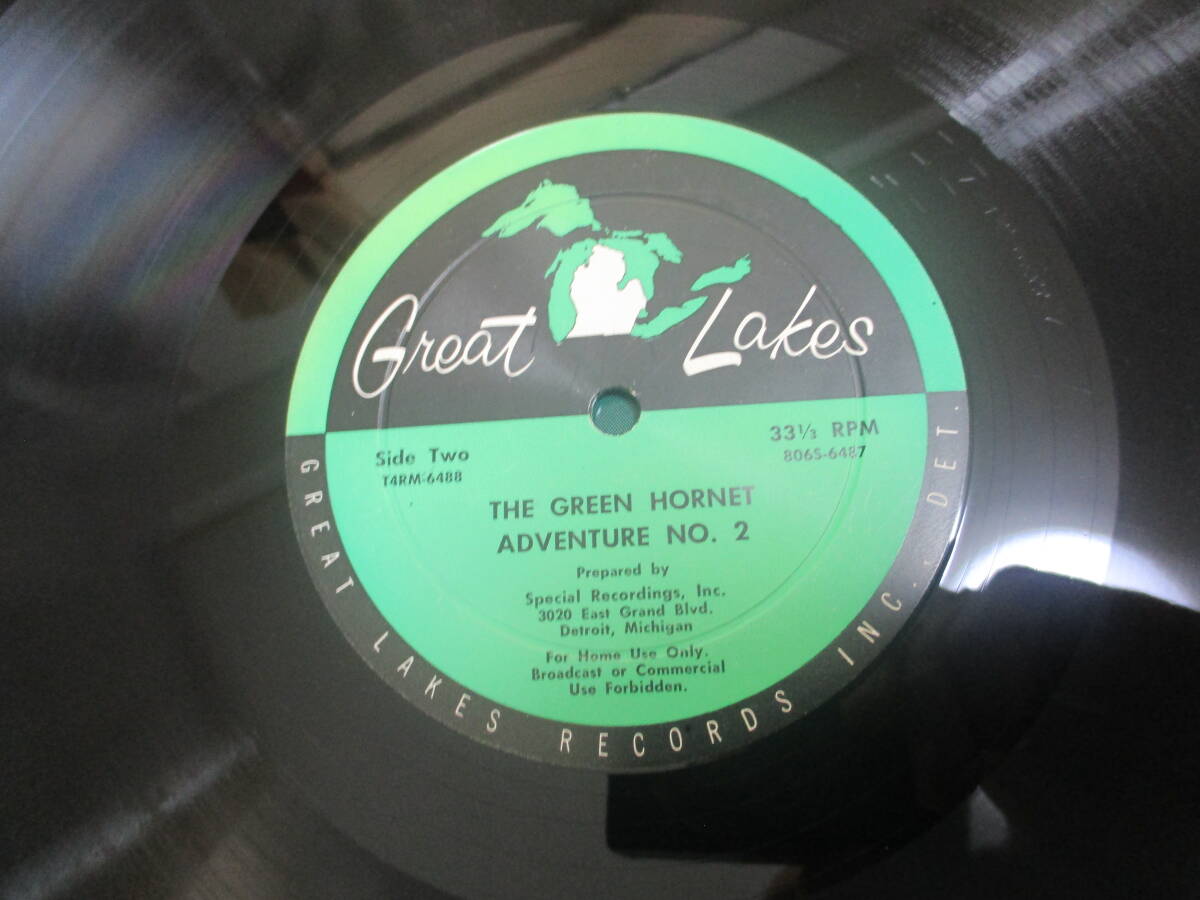 Great Lakes
Side Two
T4RM-6488
33⅓ RPM
806S-6487
THE GREEN HORNET
ADVENTURE NO. 2
Prepared by
Special Recordings, Inc.
3020 East Grand Blvd.
Detroit, Michigan
For Home Use Only.
Broadcast or Commercial
Use Forbidden.
GREAT LAKES RECORDS INC. DET.